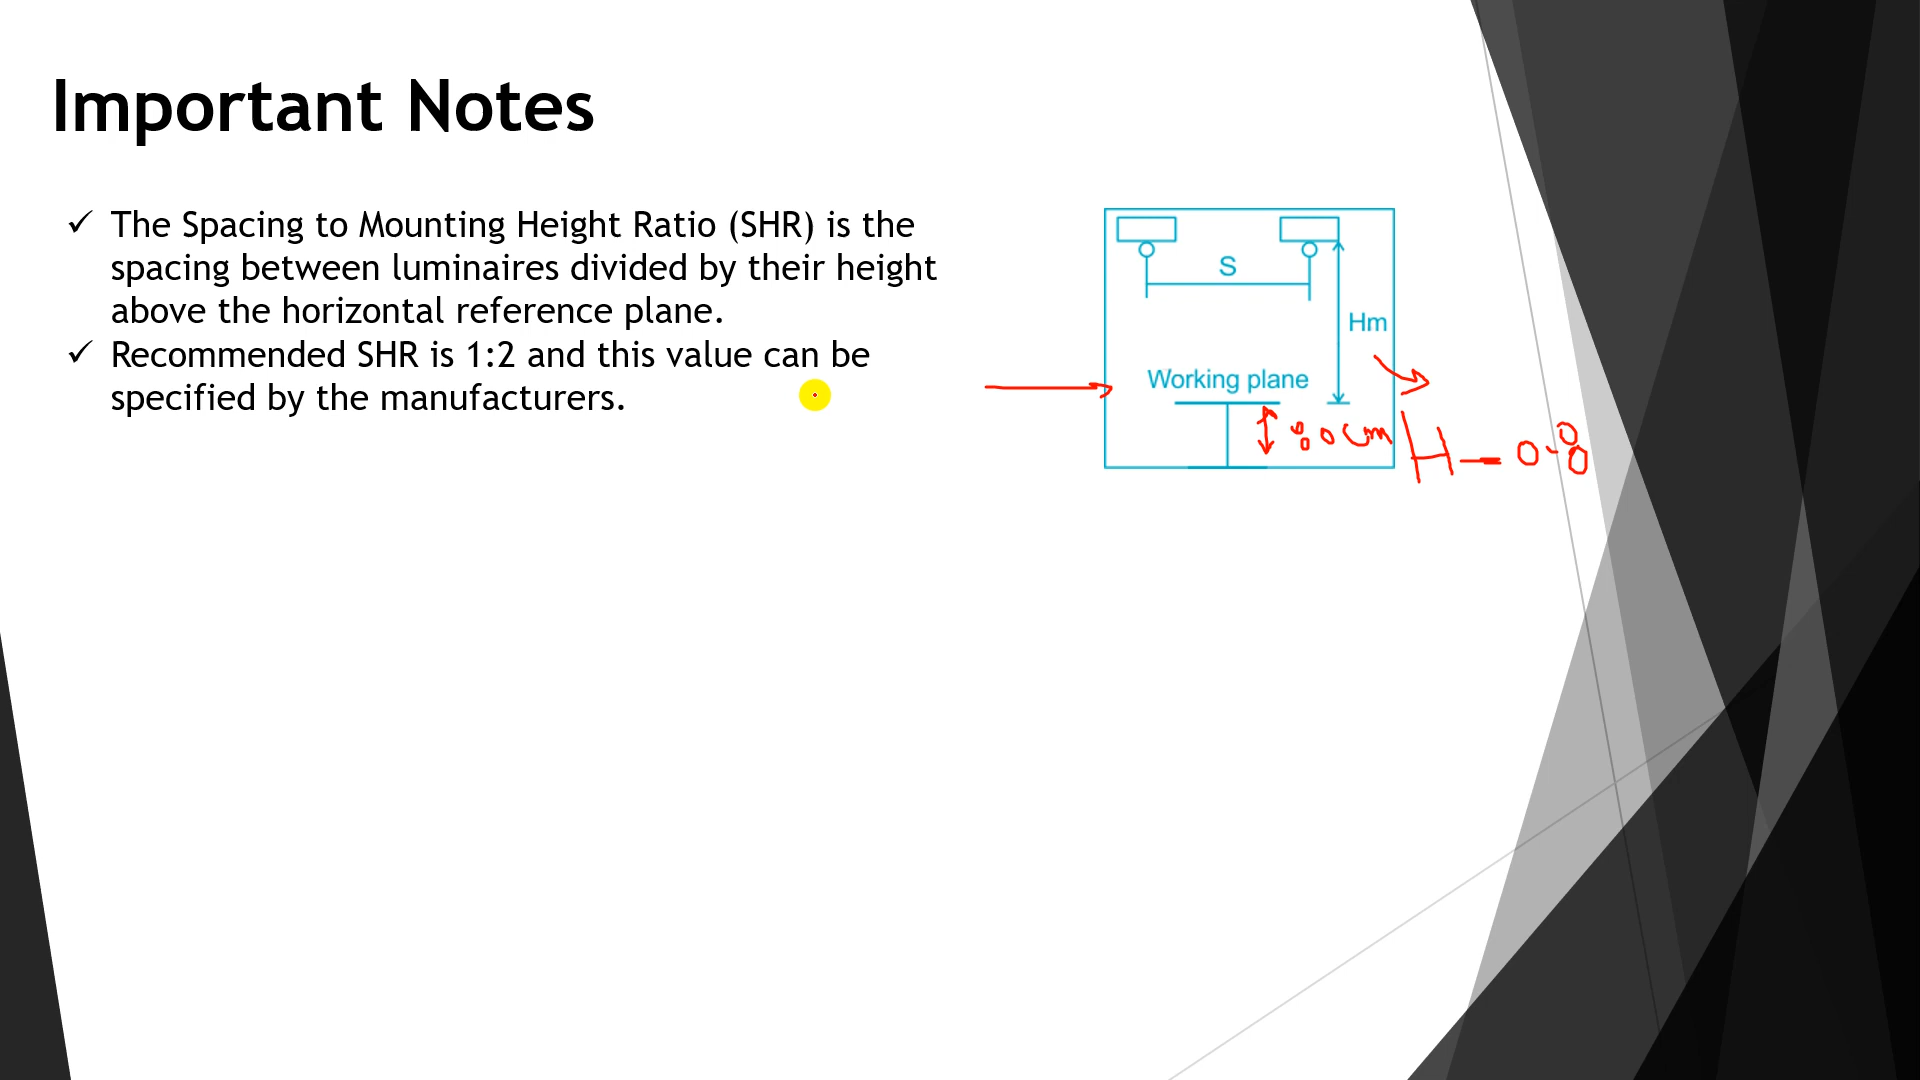 Important Notes
✓ The Spacing to Mounting Height Ratio (SHR) is the
spacing between luminaires divided by their height
above the horizontal reference plane.
✓ Recommended SHR is 1:2 and this value can be
specified by the manufacturers.
S
Hm
Working plane
80 cm
H - 0.8